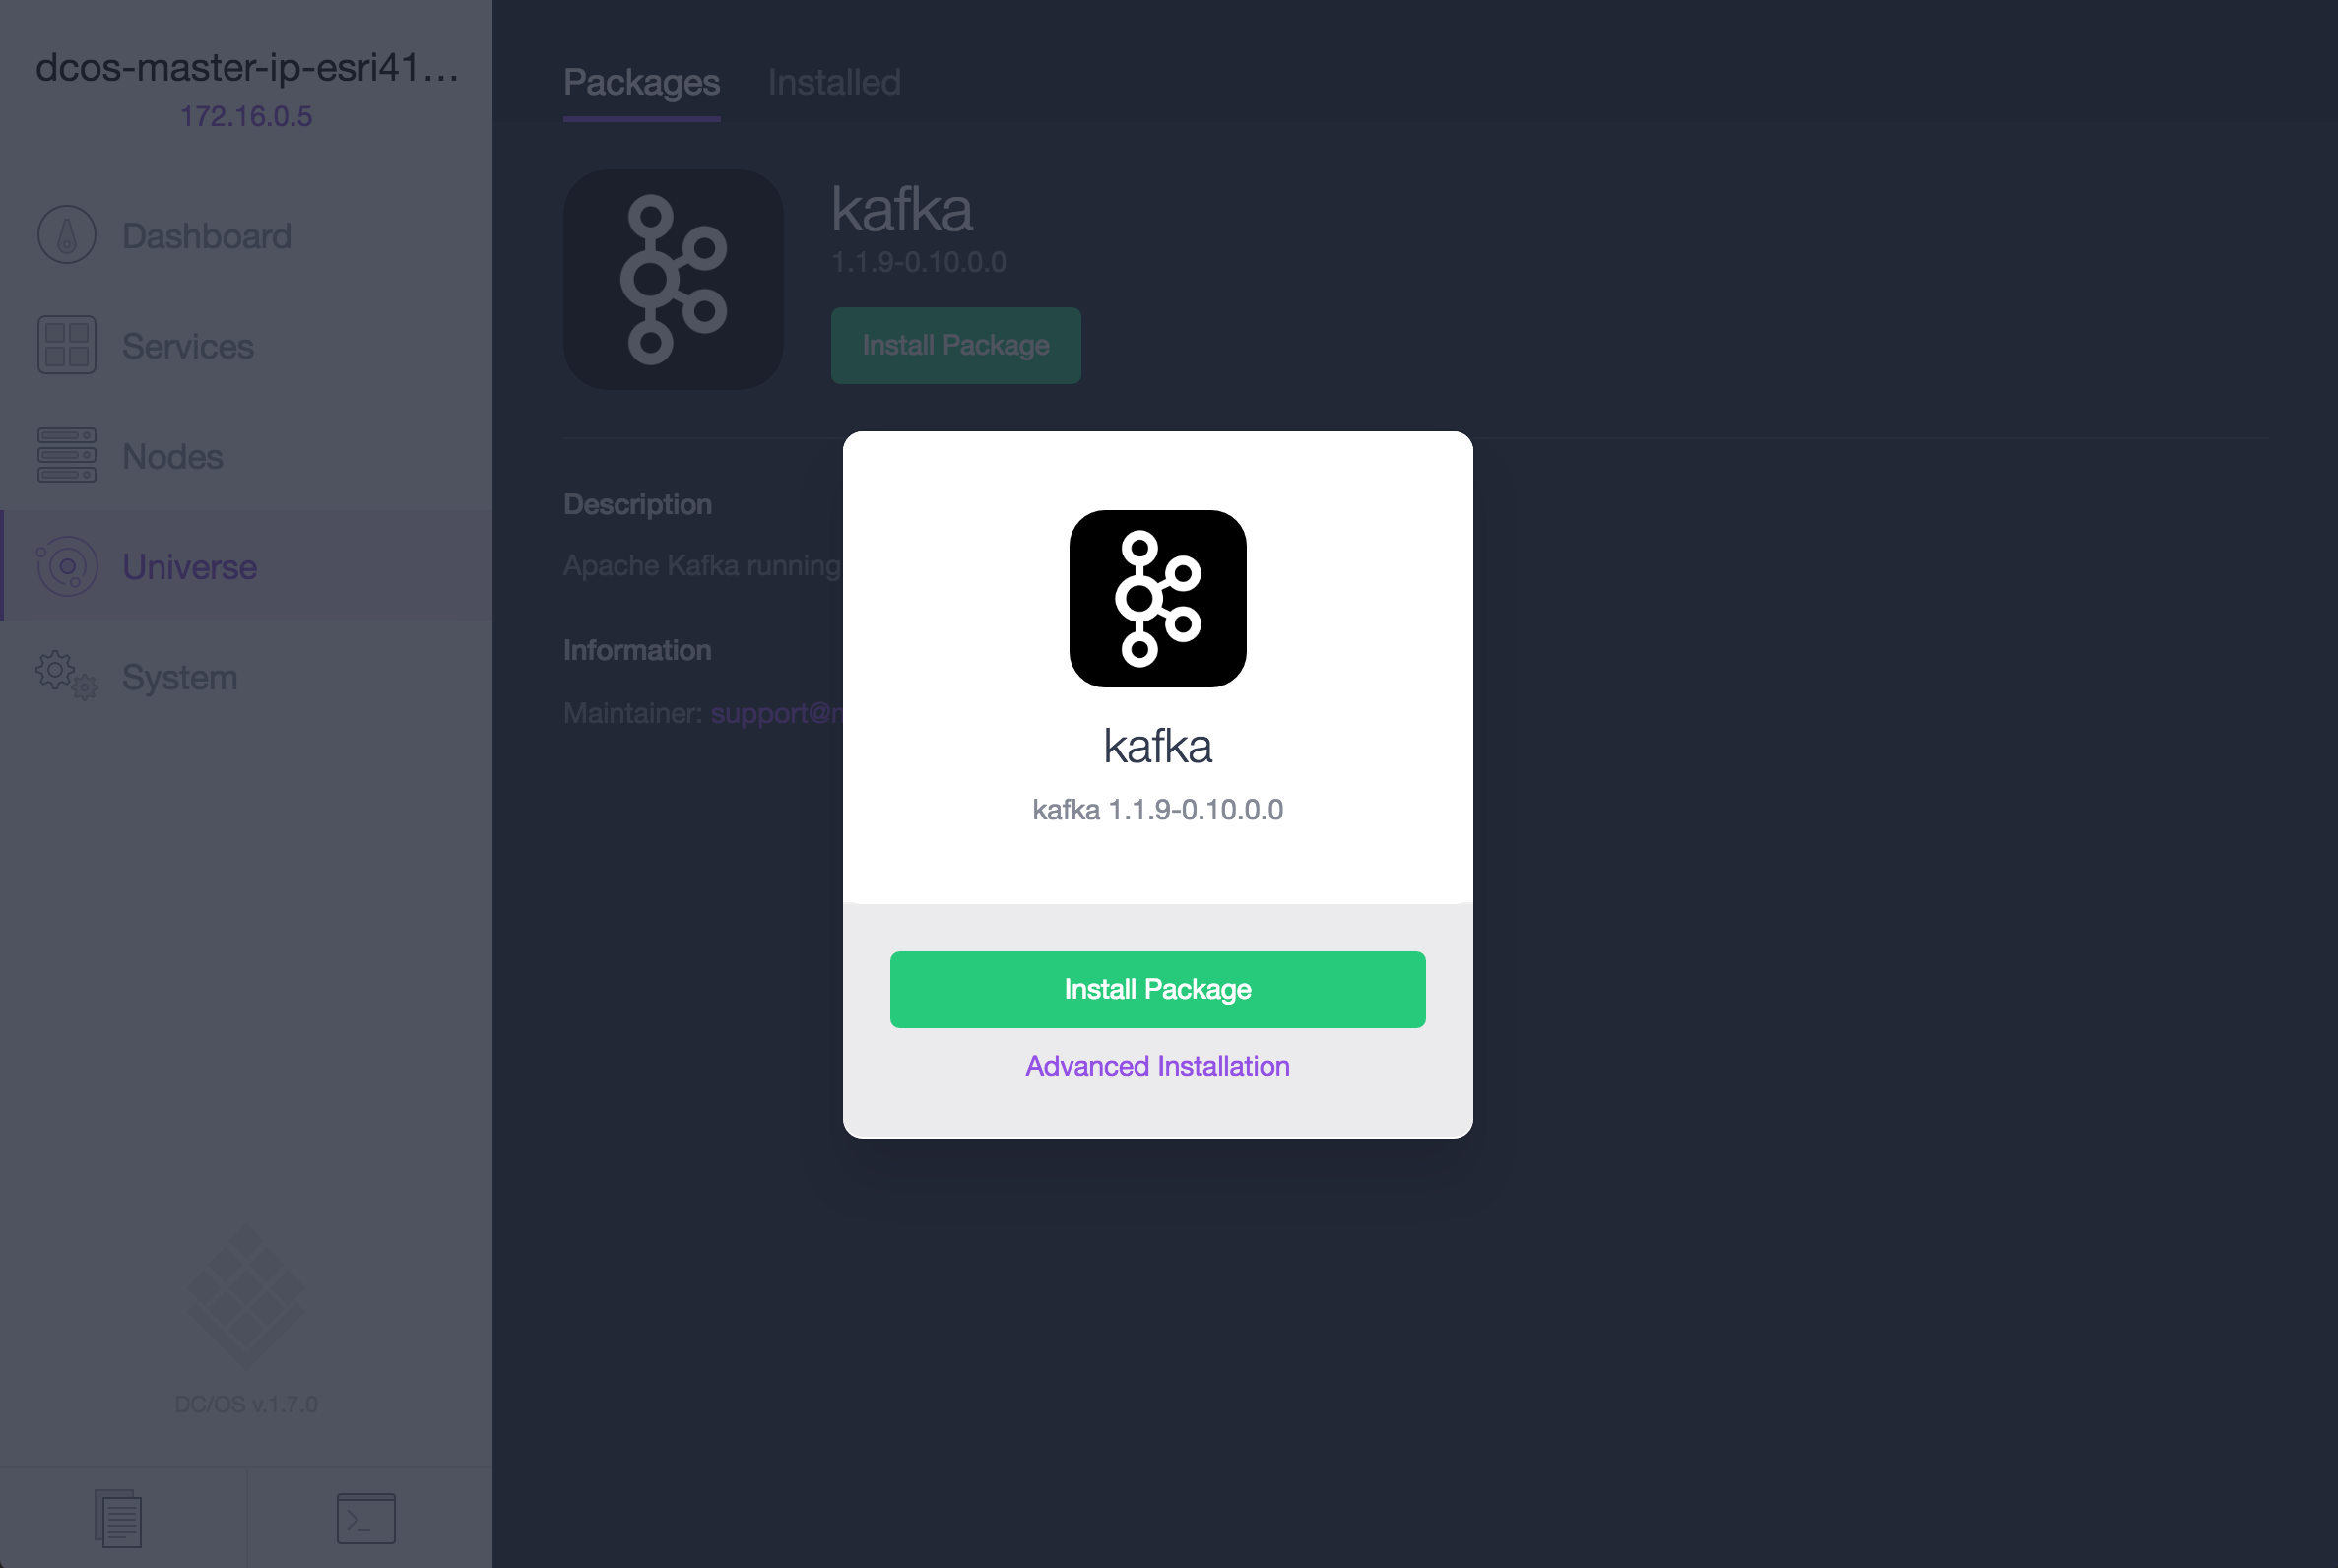 dcos-master-ip-esri41...
172.16.0.5
Dashboard
Services
Nodes
Universe
System
DC/OS v.1.7.0
Packages
Installed
kafka
1.1.9-0.10.0.0
Install Package
Description
Apache Kafka running
Information
Maintainer: support@
kafka
kafka 1.1.9-0.10.0.0
Install Package
Advanced Installation